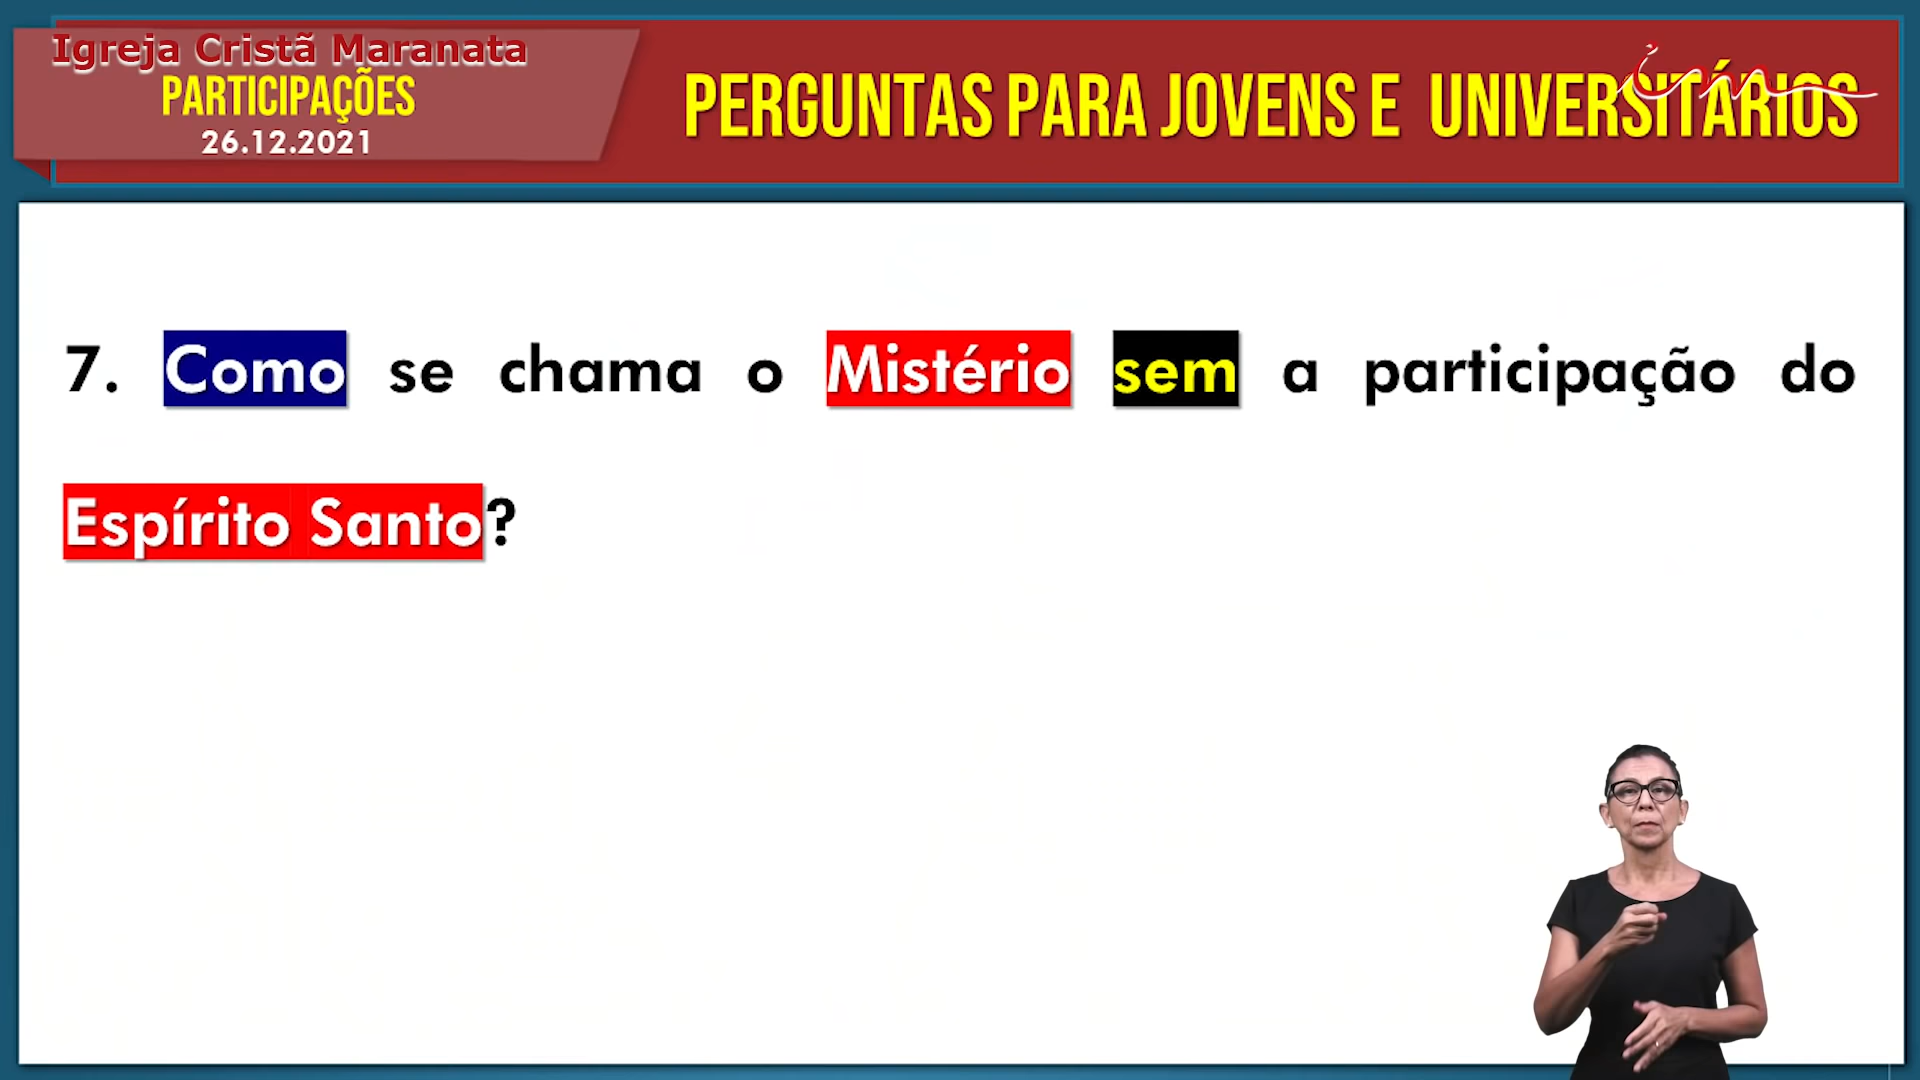 Igreja Cristã Maranata
PARTICIPAÇÕES
26.12.2021
PERGUNTAS PARA JOVENS E UNIVERSITÁRIOS
7. Como se chama o Mistério sem a participação do
Espírito Santo?